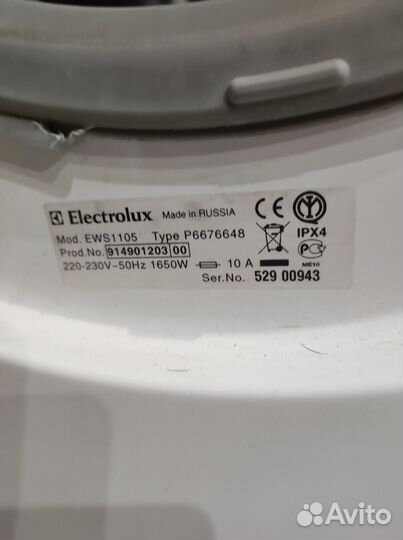 Electrolux Made in RUSSIA
Mod. EWS1105 Type P6676648
Prod.No. 914901203 00
220-230V~50Hz 1650W 10 A
Ser.No. 529 00943
CE
IPX4
ME10
Avito